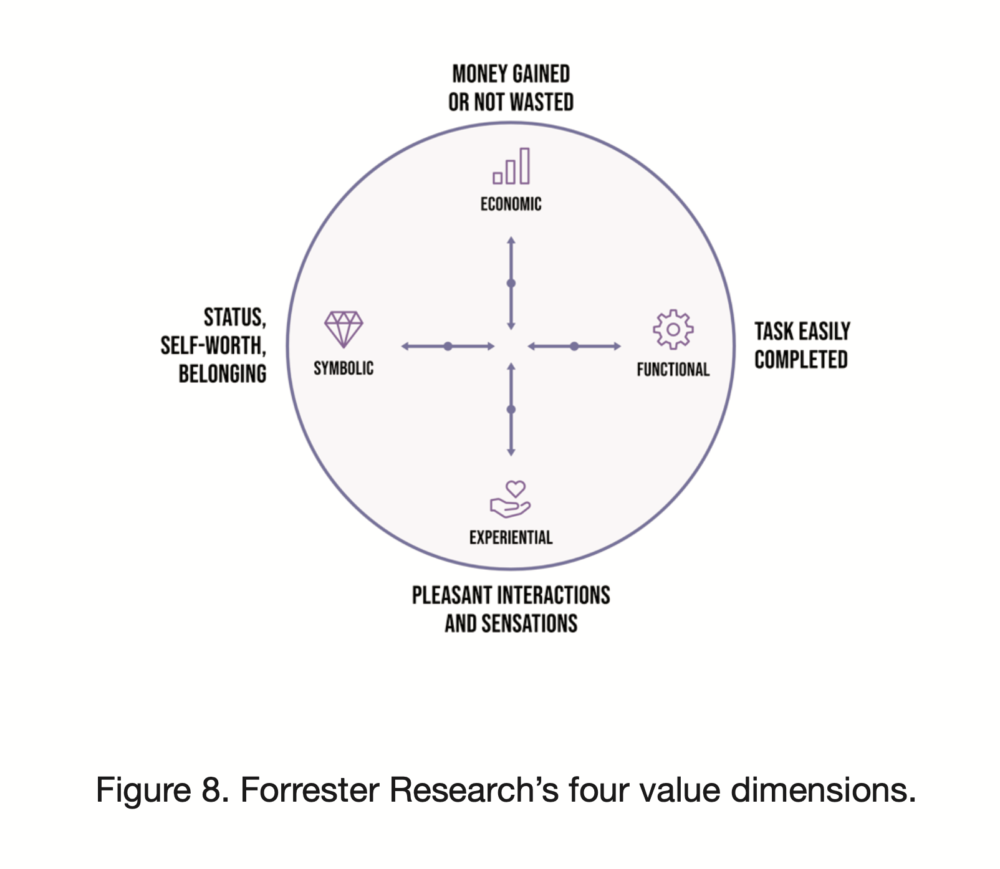 MONEY GAINED
OR NOT WASTED
ECONOMIC
STATUS,
SELF-WORTH,
BELONGING
SYMBOLIC
FUNCTIONAL
TASK EASILY
COMPLETED
EXPERIENTIAL
PLEASANT INTERACTIONS
AND SENSATIONS
Figure 8. Forrester Research’s four value dimensions.